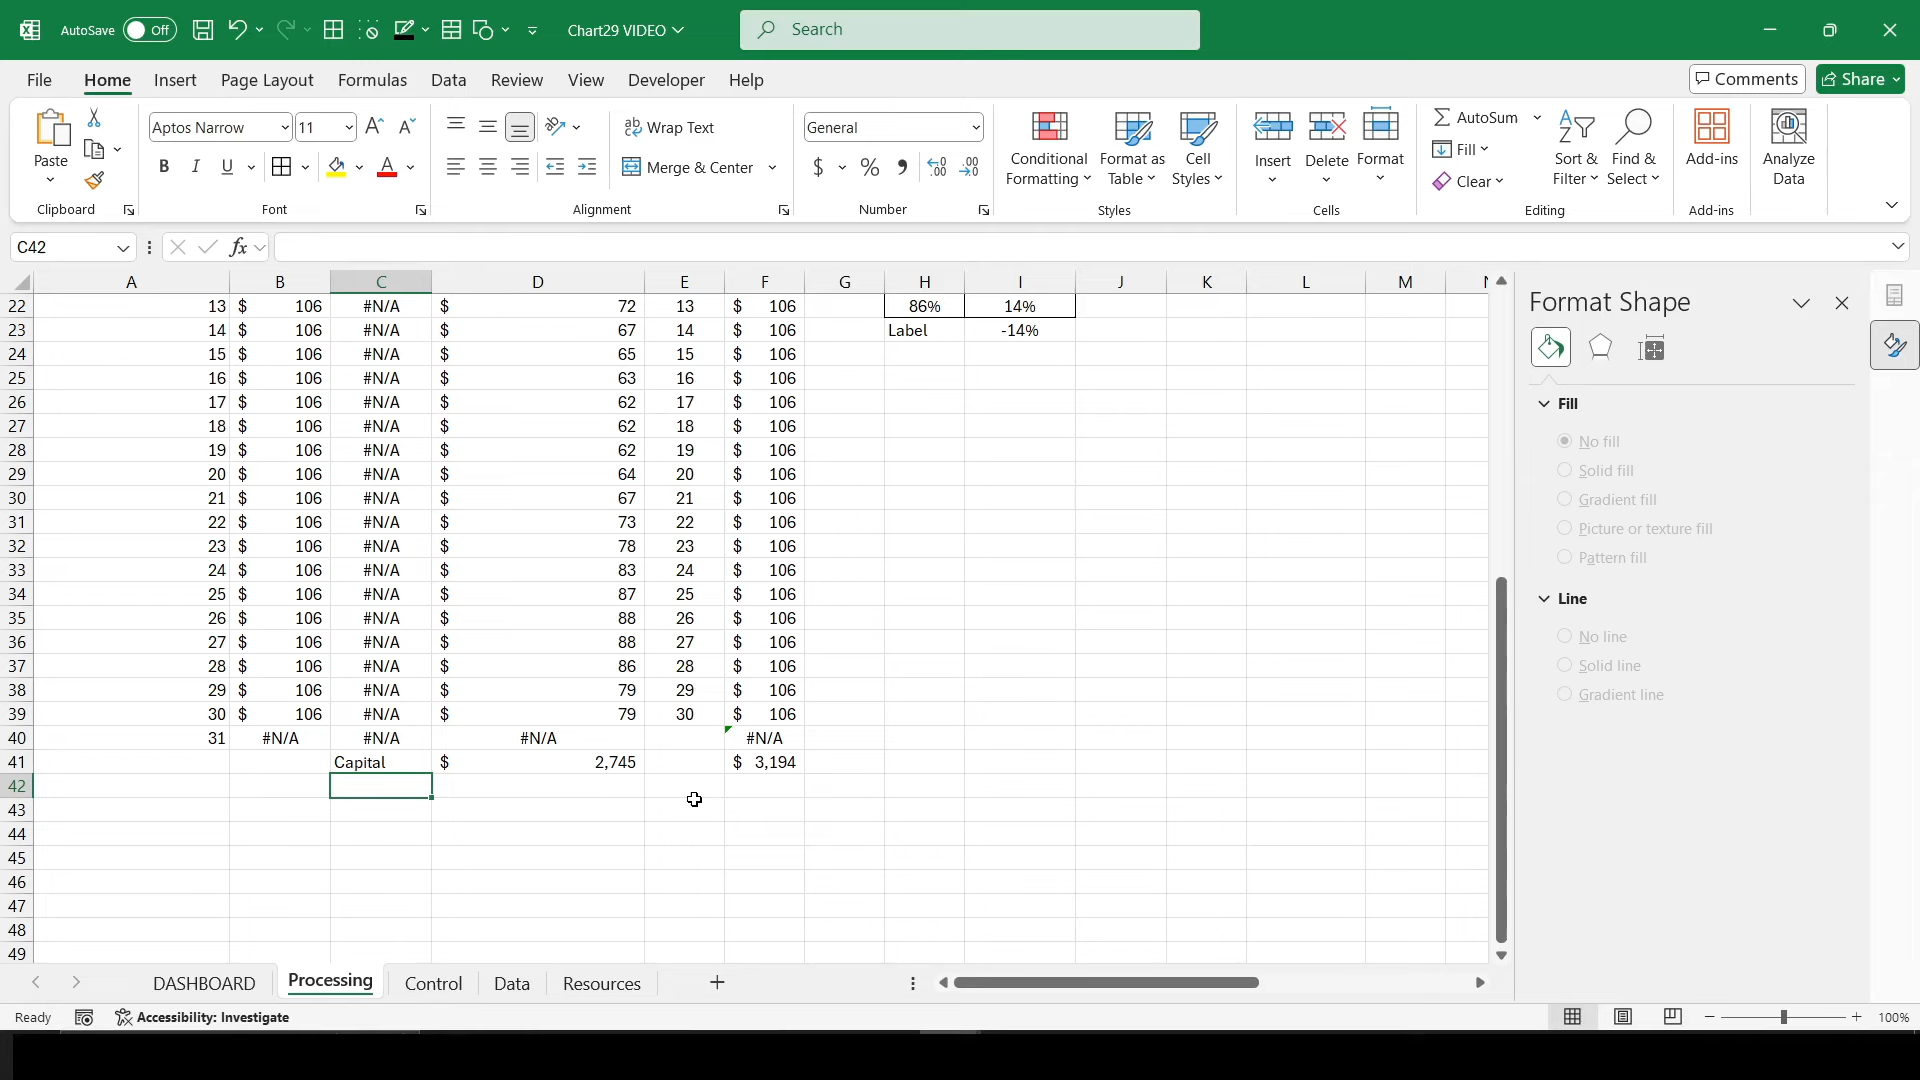 AutoSave Off Chart29 VIDEO Search
File Home Insert Page Layout Formulas Data Review View Developer Help Comments Share
Paste Aptos Narrow 11 Wrap Text General Conditional Formatting Format as Table Cell Styles Insert Delete Format AutoSum Sort & Filter Find & Select Add-ins Analyze Data
B I U Merge & Center $ % Fill
Clear
Clipboard Font Alignment Number Styles Cells Editing Add-ins
C42 fx
A B C D E F G H I J K L M
22 13 $ 106 #N/A $ 72 13 $ 106 86% 14%
23 14 $ 106 #N/A $ 67 14 $ 106 Label -14%
24 15 $ 106 #N/A $ 65 15 $ 106
25 16 $ 106 #N/A $ 63 16 $ 106
26 17 $ 106 #N/A $ 62 17 $ 106
27 18 $ 106 #N/A $ 62 18 $ 106
28 19 $ 106 #N/A $ 62 19 $ 106
29 20 $ 106 #N/A $ 64 20 $ 106
30 21 $ 106 #N/A $ 67 21 $ 106
31 22 $ 106 #N/A $ 73 22 $ 106
32 23 $ 106 #N/A $ 78 23 $ 106
33 24 $ 106 #N/A $ 83 24 $ 106
34 25 $ 106 #N/A $ 87 25 $ 106
35 26 $ 106 #N/A $ 88 26 $ 106
36 27 $ 106 #N/A $ 88 27 $ 106
37 28 $ 106 #N/A $ 86 28 $ 106
38 29 $ 106 #N/A $ 79 29 $ 106
39 30 $ 106 #N/A $ 79 30 $ 106
40 31 #N/A #N/A #N/A #N/A
41 Capital $ 2,745 $ 3,194
42
43
44
45
46
47
48
49
Format Shape
Fill
No fill
Solid fill
Gradient fill
Picture or texture fill
Pattern fill
Line
No line
Solid line
Gradient line
DASHBOARD Processing Control Data Resources
Ready Accessibility: Investigate 100%